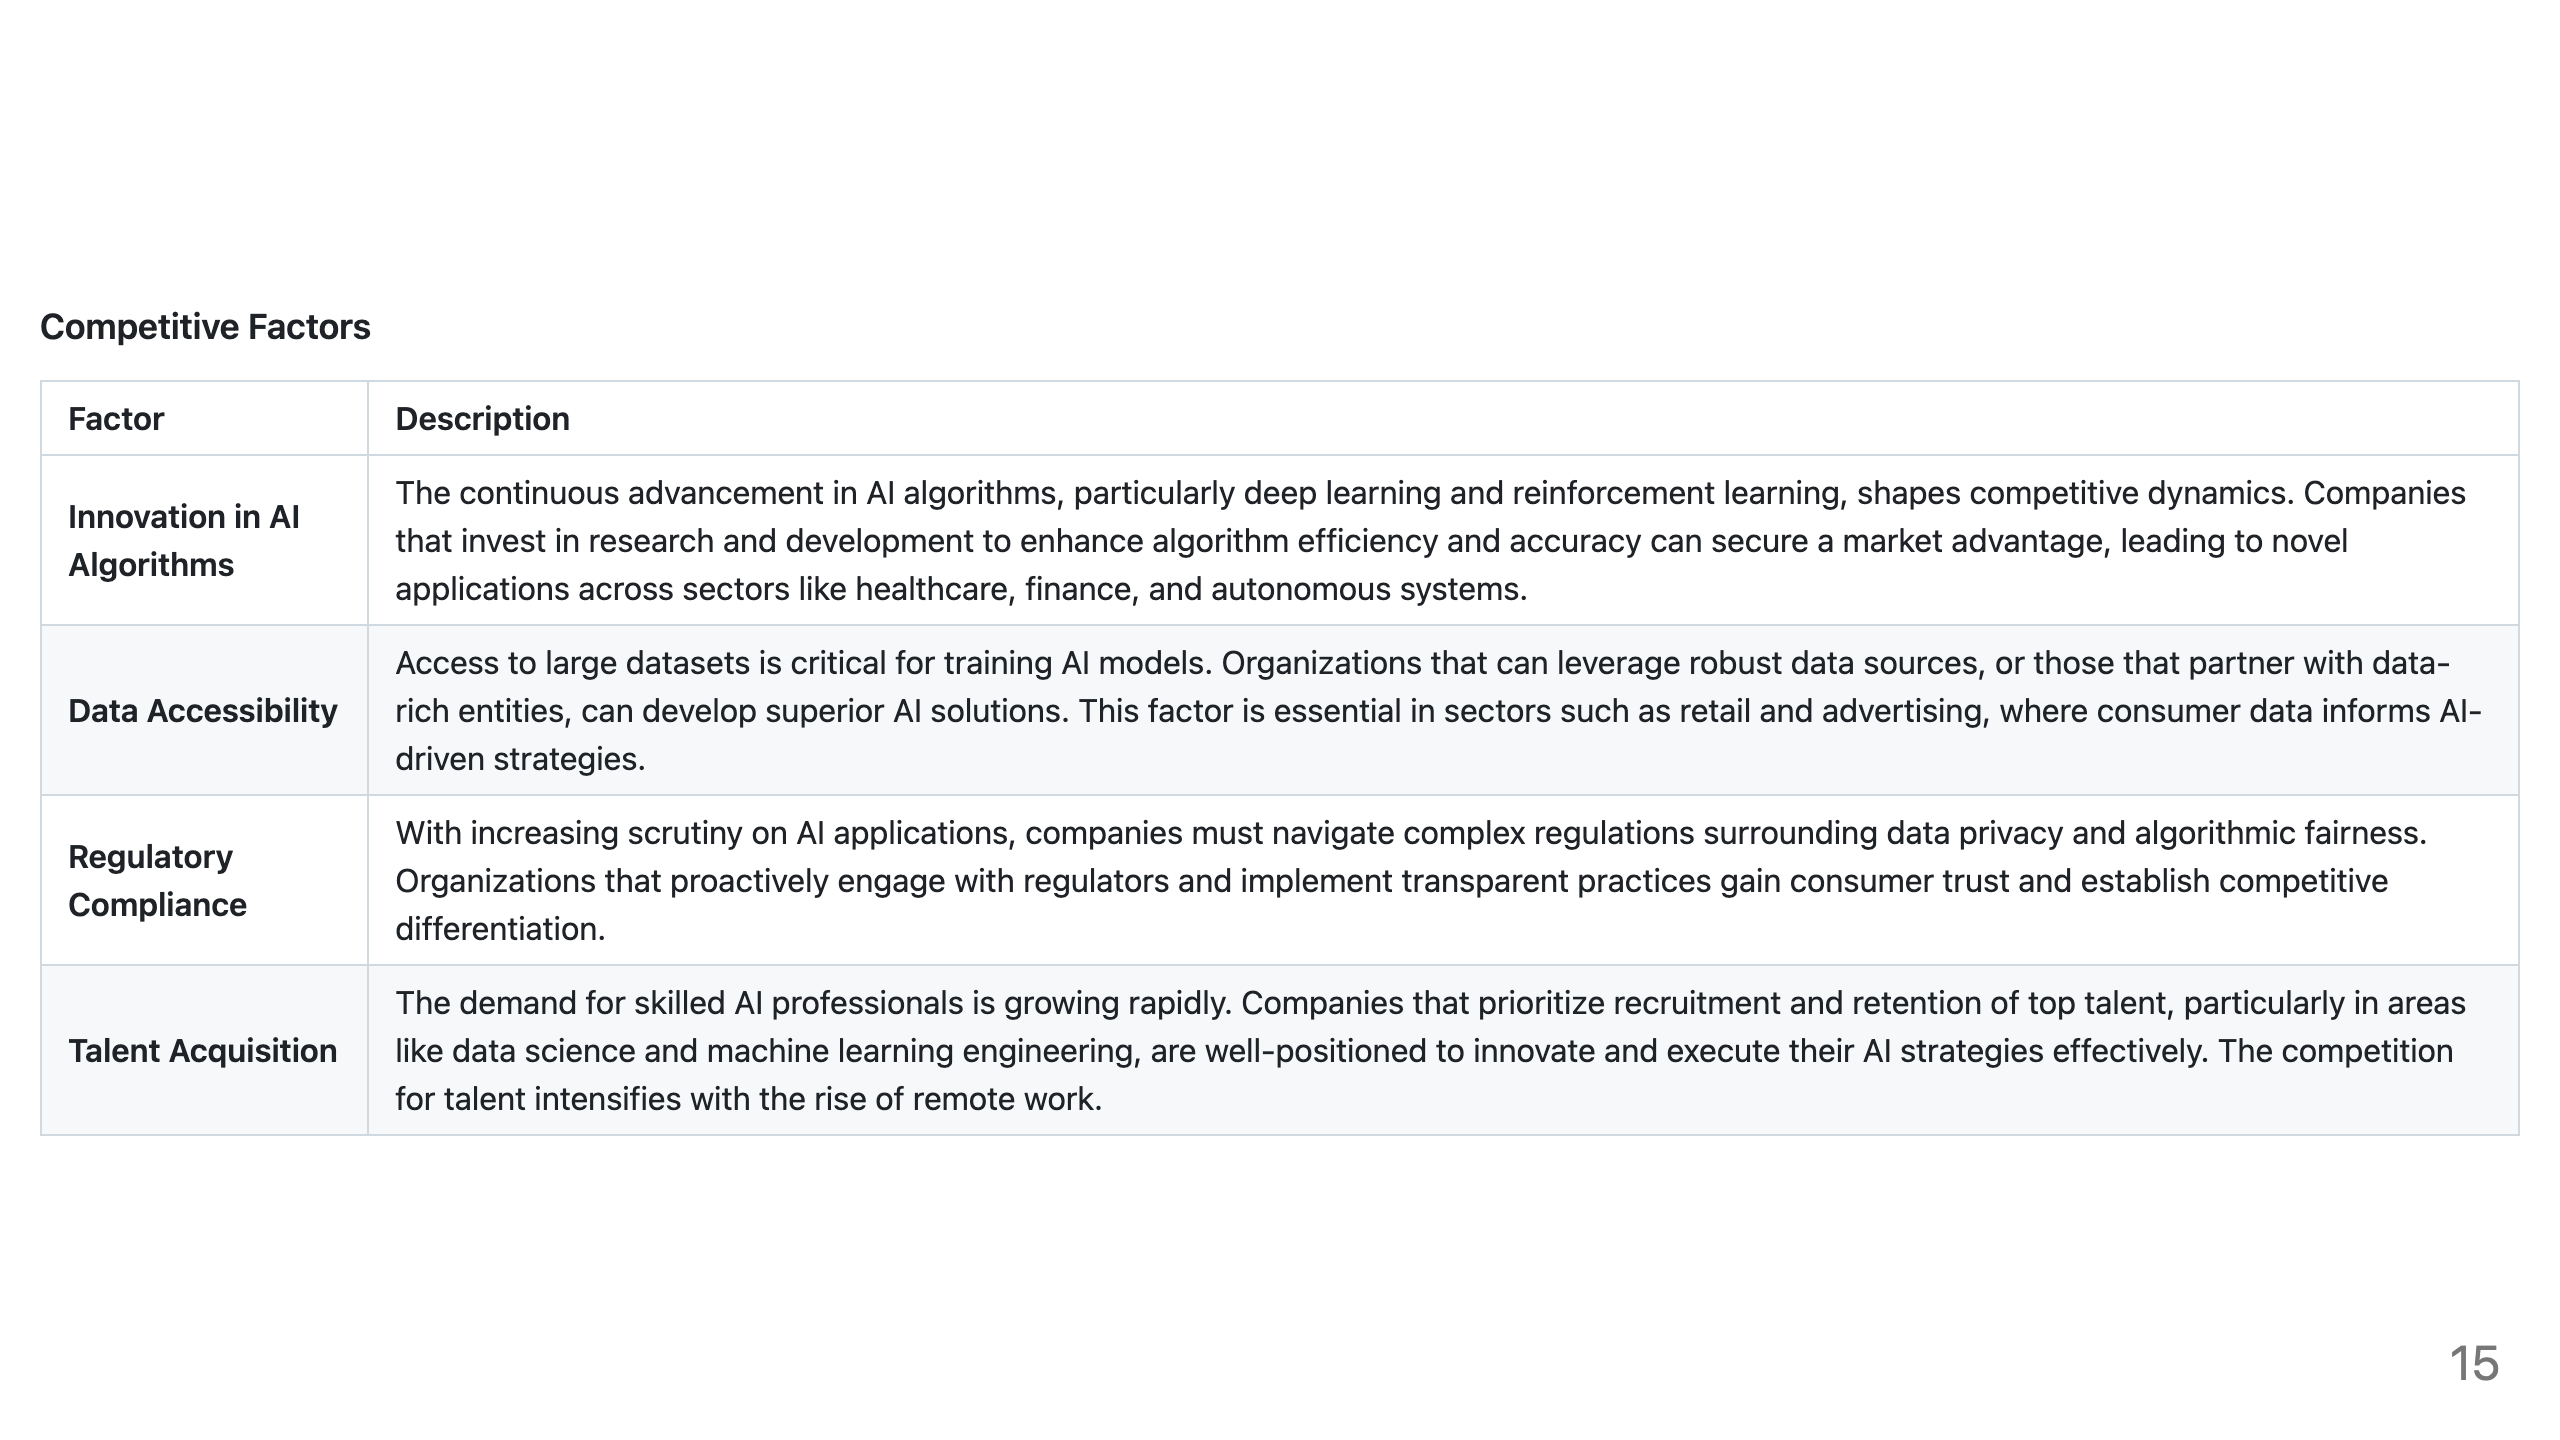 Competitive Factors
Factor
Description
Innovation in AI
Algorithms
The continuous advancement in AI algorithms, particularly deep learning and reinforcement learning, shapes competitive dynamics. Companies
that invest in research and development to enhance algorithm efficiency and accuracy can secure a market advantage, leading to novel
applications across sectors like healthcare, finance, and autonomous systems.
Data Accessibility
Access to large datasets is critical for training AI models. Organizations that can leverage robust data sources, or those that partner with data-
rich entities, can develop superior AI solutions. This factor is essential in sectors such as retail and advertising, where consumer data informs AI-
driven strategies.
Regulatory
Compliance
With increasing scrutiny on AI applications, companies must navigate complex regulations surrounding data privacy and algorithmic fairness.
Organizations that proactively engage with regulators and implement transparent practices gain consumer trust and establish competitive
differentiation.
Talent Acquisition
The demand for skilled AI professionals is growing rapidly. Companies that prioritize recruitment and retention of top talent, particularly in areas
like data science and machine learning engineering, are well-positioned to innovate and execute their AI strategies effectively. The competition
for talent intensifies with the rise of remote work.
15